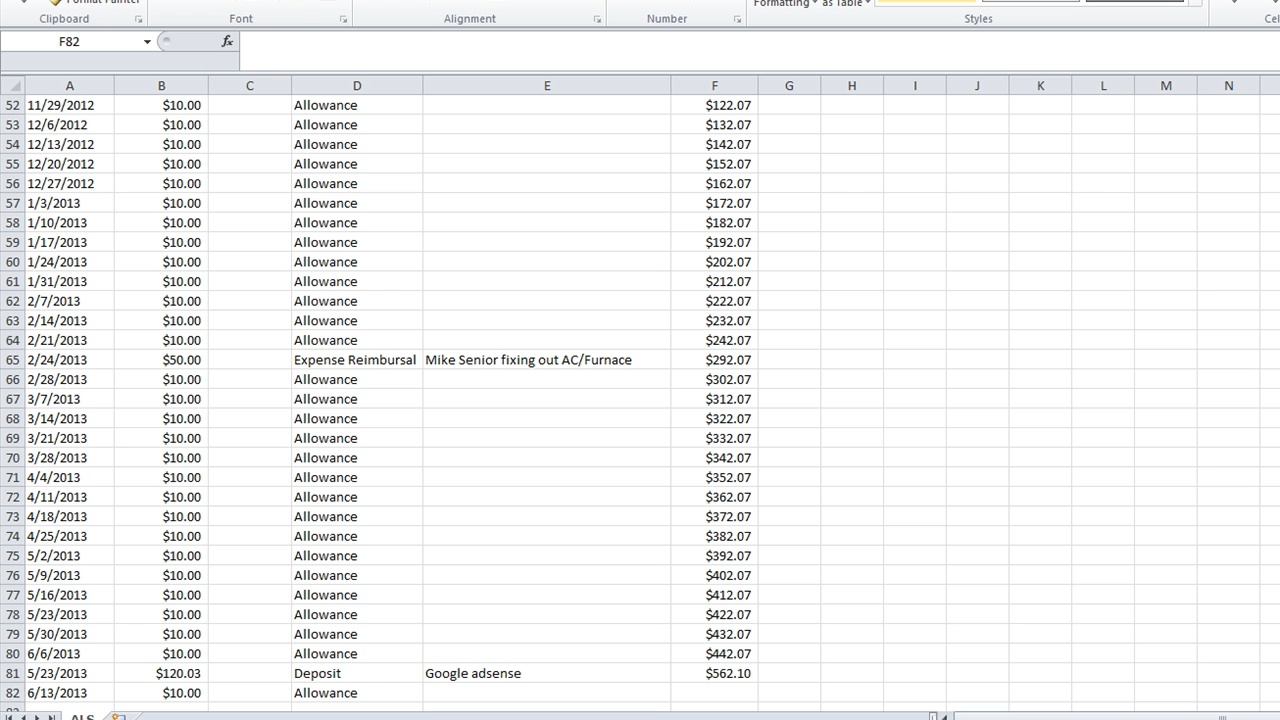 Format Painter
Formatting as Table
Clipboard Font Alignment Number Styles
F82 fx
A B C D E F G H I J K L M N
52 11/29/2012 $10.00 Allowance $122.07
53 12/6/2012 $10.00 Allowance $132.07
54 12/13/2012 $10.00 Allowance $142.07
55 12/20/2012 $10.00 Allowance $152.07
56 12/27/2012 $10.00 Allowance $162.07
57 1/3/2013 $10.00 Allowance $172.07
58 1/10/2013 $10.00 Allowance $182.07
59 1/17/2013 $10.00 Allowance $192.07
60 1/24/2013 $10.00 Allowance $202.07
61 1/31/2013 $10.00 Allowance $212.07
62 2/7/2013 $10.00 Allowance $222.07
63 2/14/2013 $10.00 Allowance $232.07
64 2/21/2013 $10.00 Allowance $242.07
65 2/24/2013 $50.00 Expense Reimbursal Mike Senior fixing out AC/Furnace $292.07
66 2/28/2013 $10.00 Allowance $302.07
67 3/7/2013 $10.00 Allowance $312.07
68 3/14/2013 $10.00 Allowance $322.07
69 3/21/2013 $10.00 Allowance $332.07
70 3/28/2013 $10.00 Allowance $342.07
71 4/4/2013 $10.00 Allowance $352.07
72 4/11/2013 $10.00 Allowance $362.07
73 4/18/2013 $10.00 Allowance $372.07
74 4/25/2013 $10.00 Allowance $382.07
75 5/2/2013 $10.00 Allowance $392.07
76 5/9/2013 $10.00 Allowance $402.07
77 5/16/2013 $10.00 Allowance $412.07
78 5/23/2013 $10.00 Allowance $422.07
79 5/30/2013 $10.00 Allowance $432.07
80 6/6/2013 $10.00 Allowance $442.07
81 5/23/2013 $120.03 Deposit Google adsense $562.10
82 6/13/2013 $10.00 Allowance